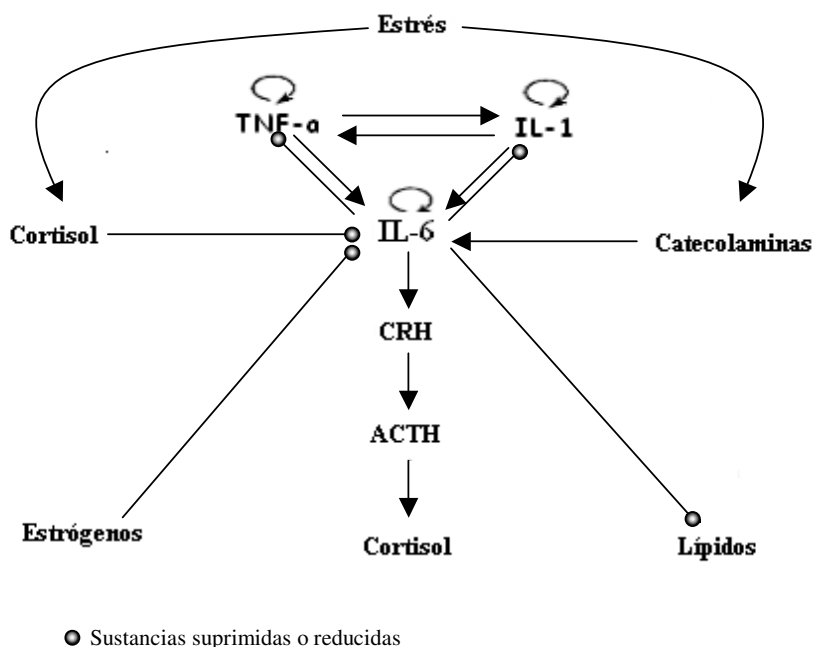 Estrés
TNF-α IL-1
Cortisol IL-6 Catecolaminas
CRH
ACTH
Estrógenos Cortisol Lípidos
Sustancias suprimidas o reducidas